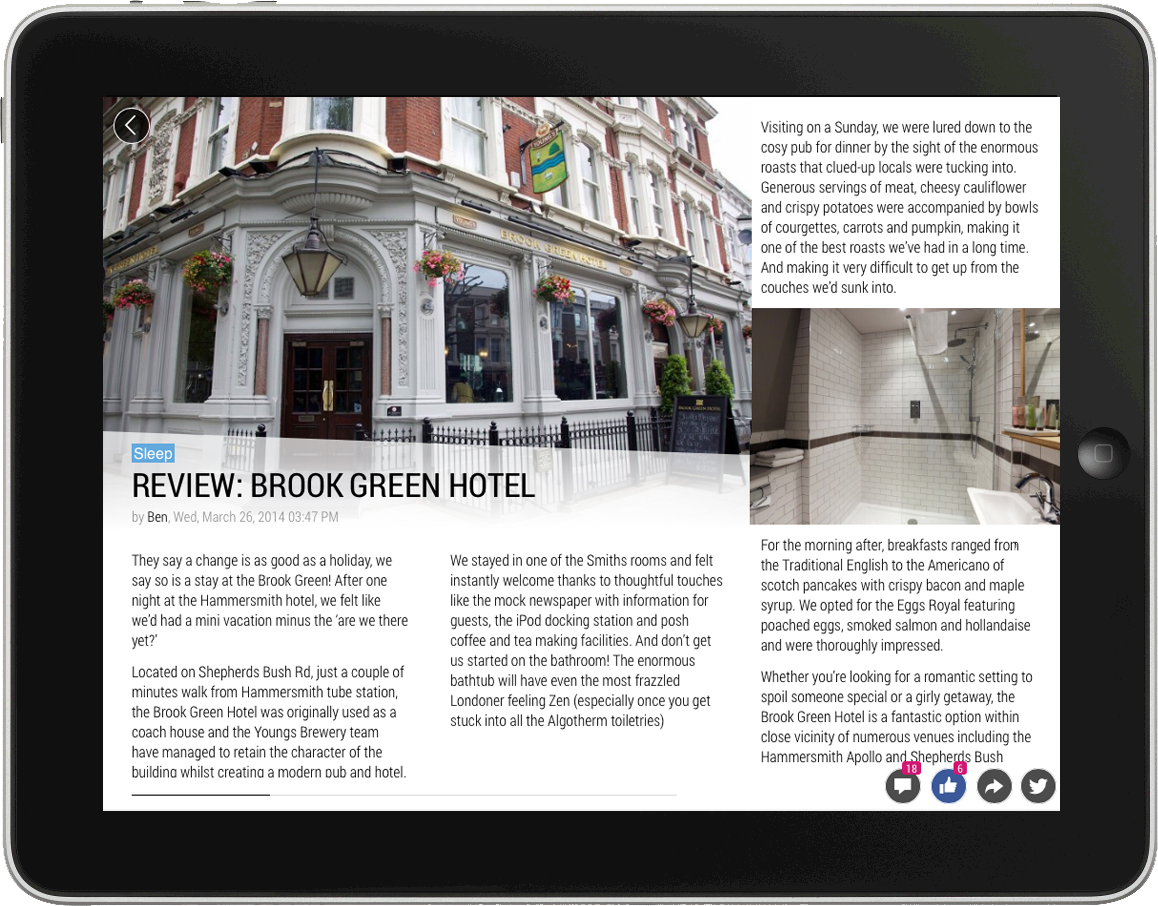 BROOK GREEN HOTEL
BROOK GREEN HOTEL
Sleep
REVIEW: BROOK GREEN HOTEL
by Ben, Wed, March 26, 2014 03:47 PM
They say a change is as good as a holiday, we
say so is a stay at the Brook Green! After one
night at the Hammersmith hotel, we felt like
we'd had a mini vacation minus the 'are we there
yet?'
Located on Shepherds Bush Rd, just a couple of
minutes walk from Hammersmith tube station,
the Brook Green Hotel was originally used as a
coach house and the Youngs Brewery team
have managed to retain the character of the
building whilst creating a modern pub and hotel.
We stayed in one of the Smiths rooms and felt
instantly welcome thanks to thoughtful touches
like the mock newspaper with information for
guests, the iPod docking station and posh
coffee and tea making facilities. And don't get
us started on the bathroom! The enormous
bathtub will have even the most frazzled
Londoner feeling Zen (especially once you get
stuck into all the Algotherm toiletries)
Visiting on a Sunday, we were lured down to the
cosy pub for dinner by the sight of the enormous
roasts that clued-up locals were tucking into.
Generous servings of meat, cheesy cauliflower
and crispy potatoes were accompanied by bowls
of courgettes, carrots and pumpkin, making it
one of the best roasts we've had in a long time.
And making it very difficult to get up from the
couches we'd sunk into.
For the morning after, breakfasts ranged from
the Traditional English to the Americano of
scotch pancakes with crispy bacon and maple
syrup. We opted for the Eggs Royal featuring
poached eggs, smoked salmon and hollandaise
and were thoroughly impressed.
Whether you're looking for a romantic setting to
spoil someone special or a girly getaway, the
Brook Green Hotel is a fantastic option within
close vicinity of numerous venues including the
Hammersmith Apollo and Shepherds Bush
18
6